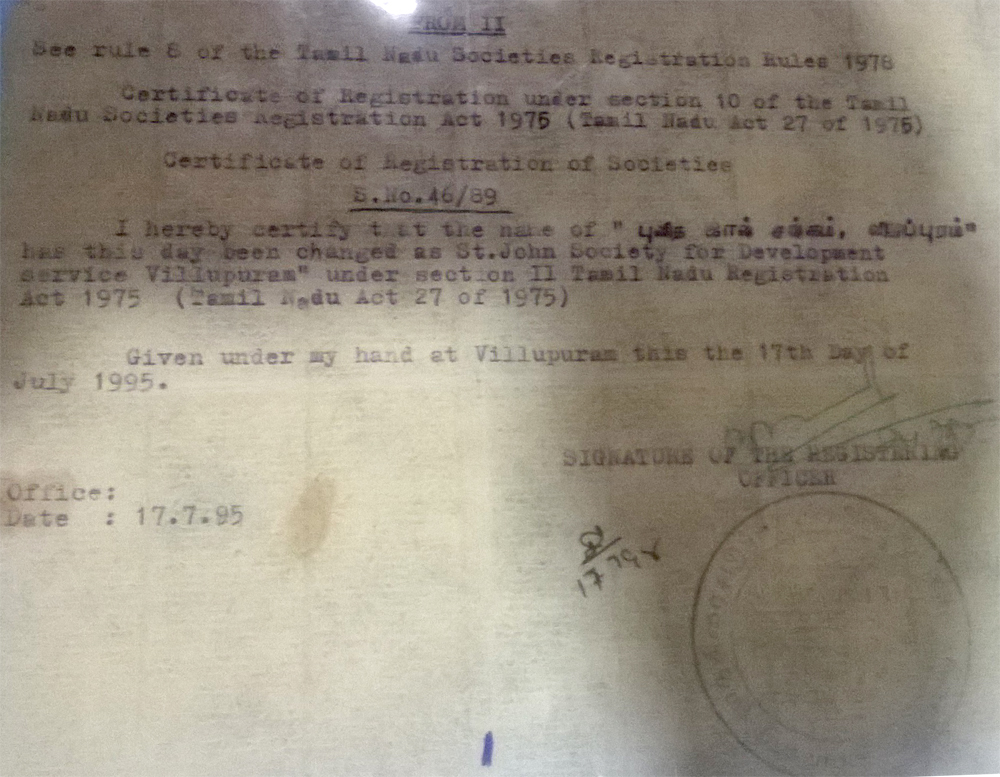 FROM II
See rule 8 of the Tamil Nadu Societies Registration Rules 1978
Certificate of Registration under section 10 of the Tamil
Nadu Societies Registration Act 1975 (Tamil Nadu Act 27 of 1975)
Certificate of Registration of Societies
S.No.46/89
I hereby certify that the name of "
has this day been changed as St.John Society for Development
service Villupuram" under section II Tamil Nadu Registration
Act 1975 (Tamil Nadu Act 27 of 1975)
Given under my hand at Villupuram this the 17th Day of
July 1995.
SIGNATURE OF THE REGISTERING
OFFICER
Office:
Date : 17.7.95